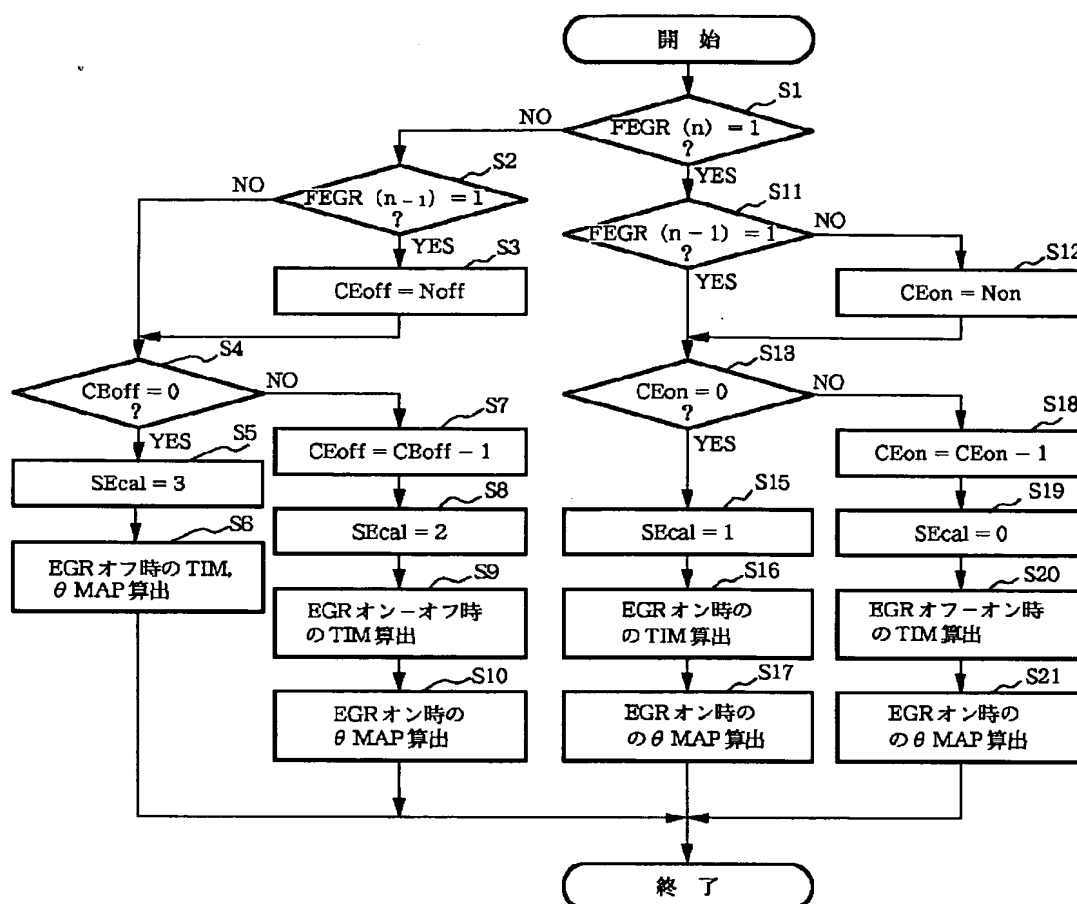 開 始
S1
FEGR (n) = 1
?
NO
YES
S2
FEGR (n-1) = 1
?
NO
YES
S3
CEoff = Noff
S11
FEGR (n-1) = 1
?
NO
YES
S12
CEon = Non
S4
CEoff = 0
?
NO
YES
S5
SEcal = 3
S6
EGRオフ時のTIM,
θ MAP算出
S7
CEoff = CEoff - 1
S8
SEcal = 2
S9
EGRオン-オフ時
のTIM算出
S10
EGRオン時の
θ MAP算出
S13
CEon = 0
?
NO
YES
S15
SEcal = 1
S16
EGRオン時の
のTIM算出
S17
EGRオン時の
のθ MAP算出
S18
CEon = CEon - 1
S19
SEcal = 0
S20
EGRオフ-オン時
のTIM算出
S21
EGRオン時の
のθ MAP算出
終 了